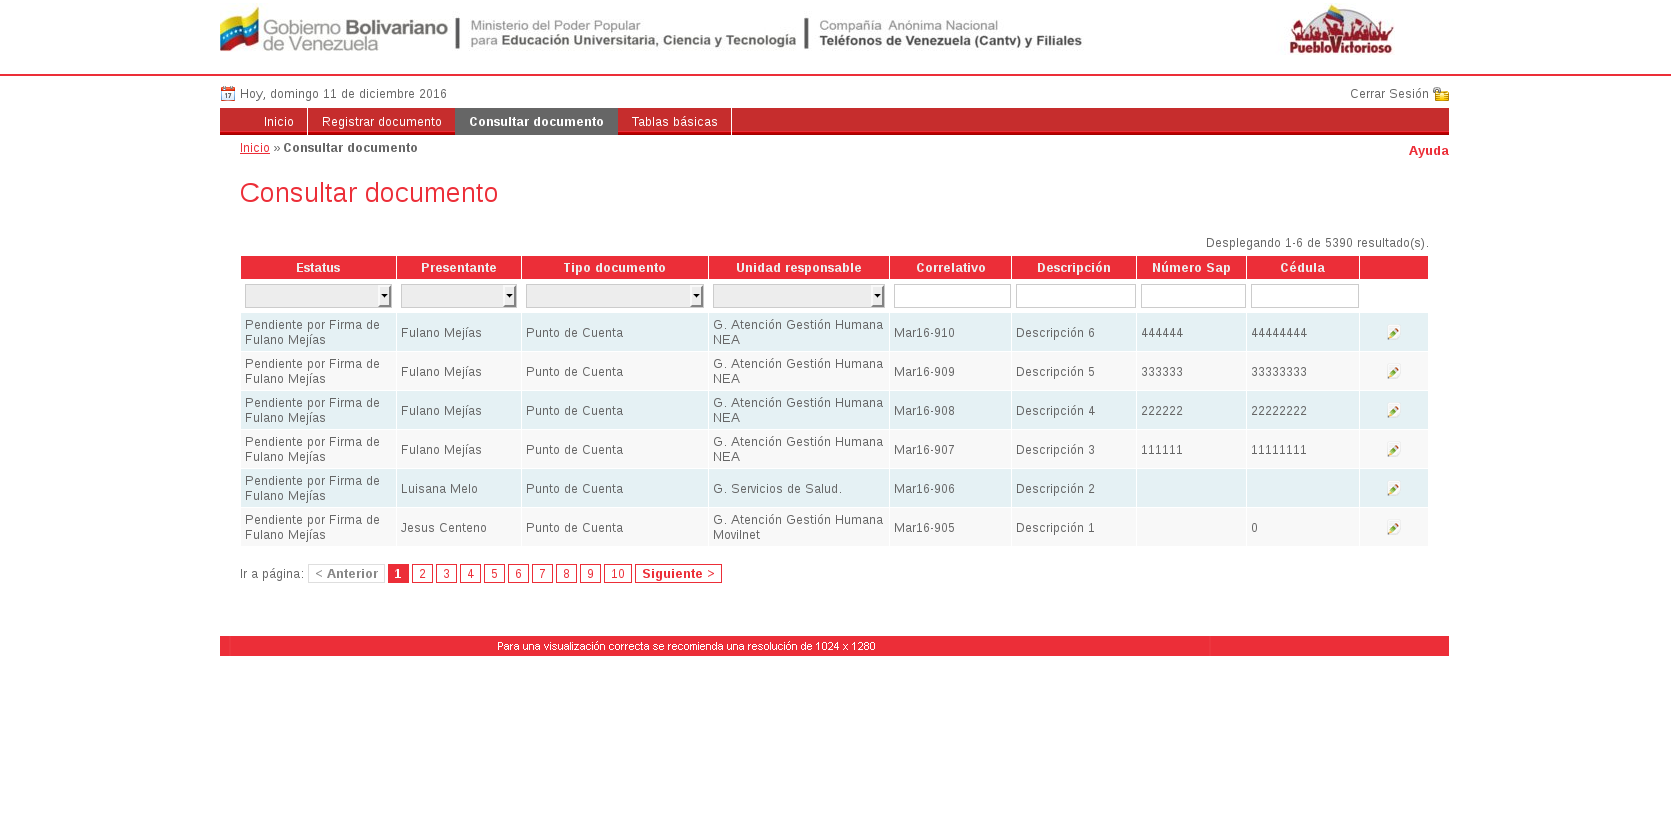 Gobierno Bolivariano de Venezuela
Ministerio del Poder Popular para Educación Universitaria, Ciencia y Tecnología
Compañía Anónima Nacional Teléfonos de Venezuela (Cantv) y Filiales
PuebloVictorioso
17 Hoy, domingo 11 de diciembre 2016
Cerrar Sesión
Inicio Registrar documento Consultar documento Tablas básicas
Inicio » Consultar documento
Ayuda
Consultar documento
Desplegando 1-6 de 5390 resultado(s).
Estatus Presentante Tipo documento Unidad responsable Correlativo Descripción Número Sap Cédula
Pendiente por Firma de Fulano Mejías Fulano Mejías Punto de Cuenta G. Atención Gestión Humana NEA Mar16-910 Descripción 6 444444 44444444
Pendiente por Firma de Fulano Mejías Fulano Mejías Punto de Cuenta G. Atención Gestión Humana NEA Mar16-909 Descripción 5 333333 33333333
Pendiente por Firma de Fulano Mejías Fulano Mejías Punto de Cuenta G. Atención Gestión Humana NEA Mar16-908 Descripción 4 222222 22222222
Pendiente por Firma de Fulano Mejías Fulano Mejías Punto de Cuenta G. Atención Gestión Humana NEA Mar16-907 Descripción 3 111111 11111111
Pendiente por Firma de Fulano Mejías Luisana Melo Punto de Cuenta G. Servicios de Salud. Mar16-906 Descripción 2
Pendiente por Firma de Fulano Mejías Jesus Centeno Punto de Cuenta G. Atención Gestión Humana Movilnet Mar16-905 Descripción 1 0
Ir a página: < Anterior 1 2 3 4 5 6 7 8 9 10 Siguiente >
Para una visualización correcta se recomienda una resolución de 1024 x 1280